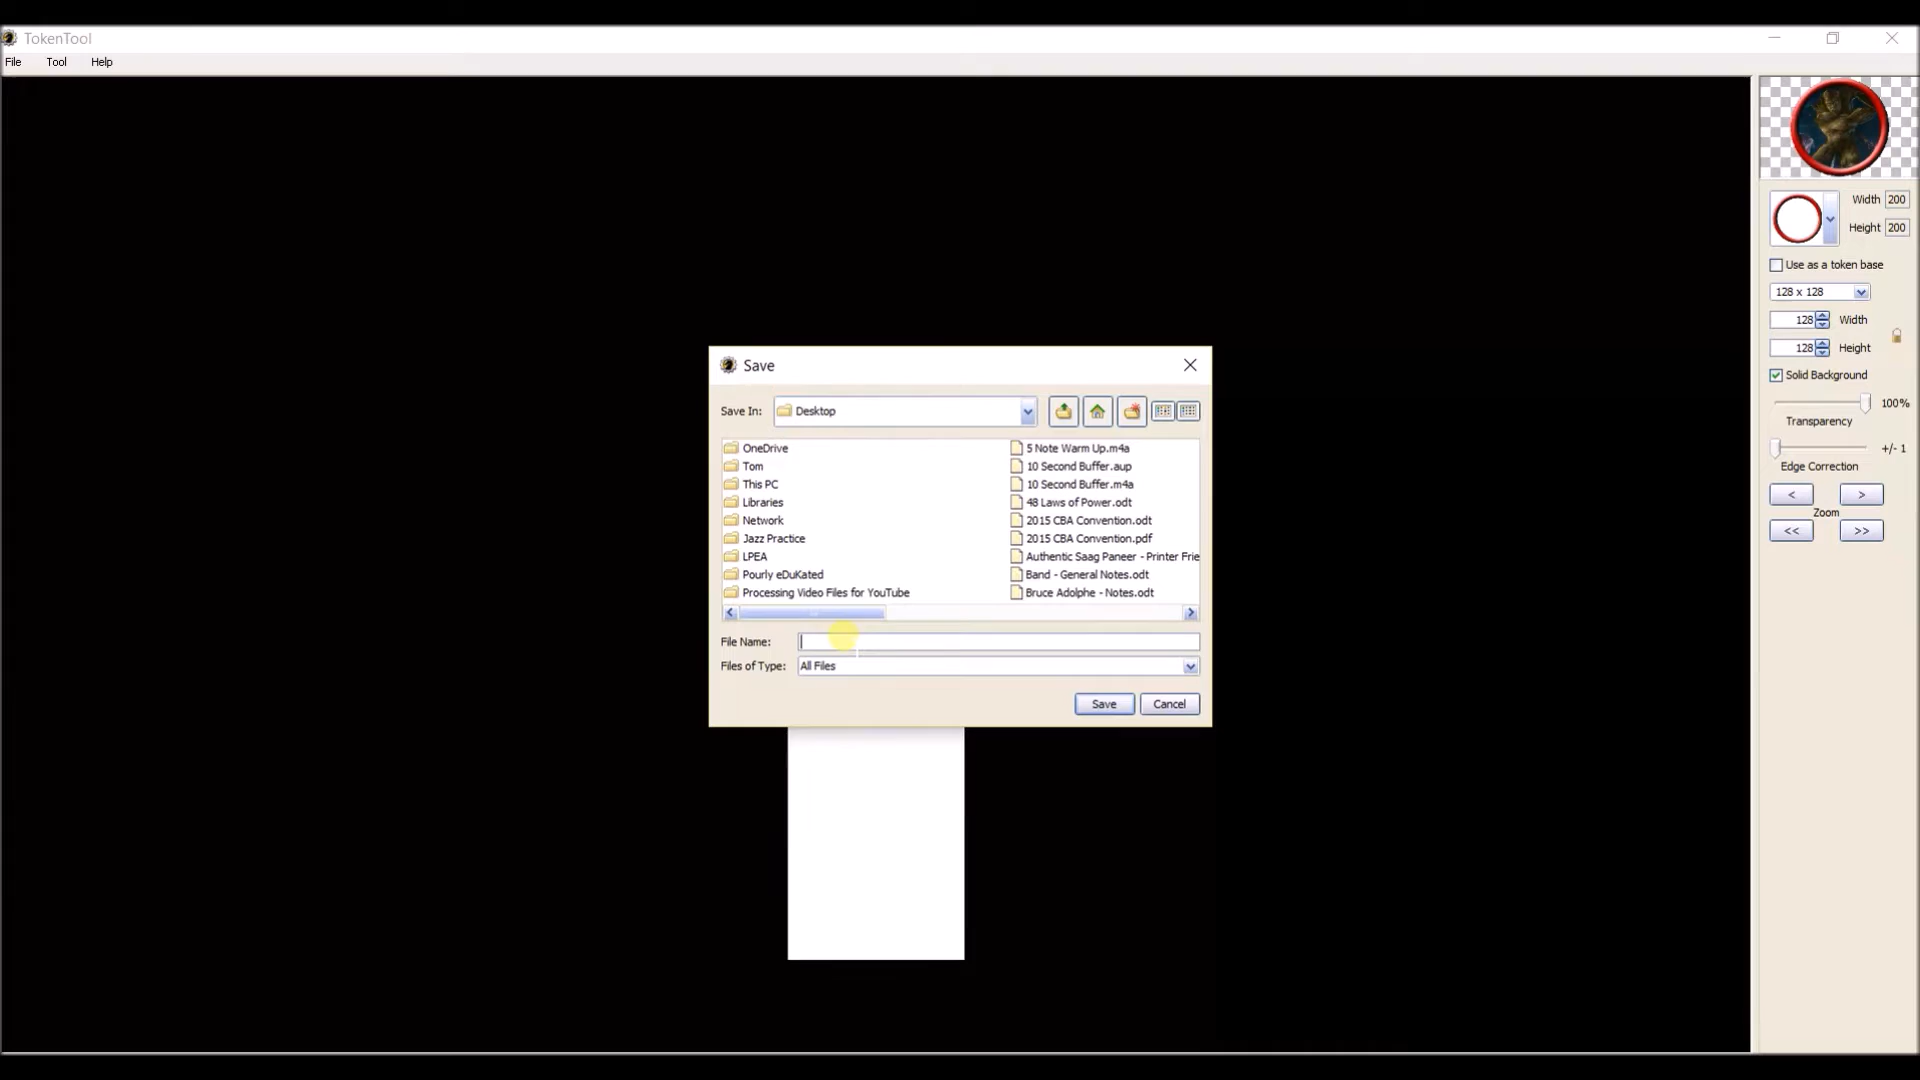 TokenTool
File Tool Help
Width 200
Height 200
Use as a token base
128 x 128
128 Width
128 Height
Solid Background
100%
Transparency
+/- 1
Edge Correction
< >
Zoom
<< >>
Save
Save In: Desktop
OneDrive
Tom
This PC
Libraries
Network
Jazz Practice
LPEA
Pourly eDuKated
Processing Video Files for YouTube
5 Note Warm Up.m4a
10 Second Buffer.aup
10 Second Buffer.m4a
48 Laws of Power.odt
2015 CBA Convention.odt
2015 CBA Convention.pdf
Authentic Saag Paneer - Printer Frie
Band - General Notes.odt
Bruce Adolphe - Notes.odt
File Name:
Files of Type: All Files
Save Cancel